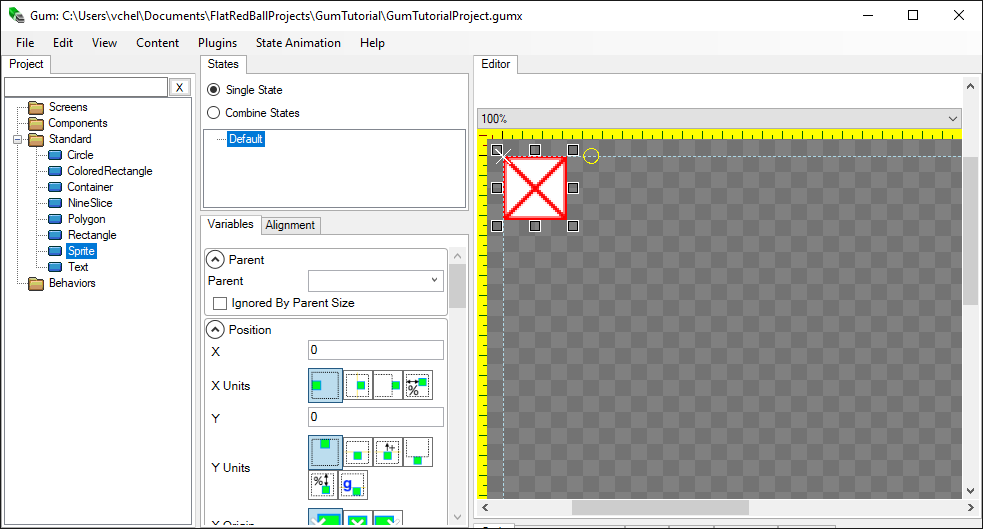 Gum: C:\Users\vchel\Documents\FlatRedBallProjects\GumTutorial\GumTutorialProject.gumx
File Edit View Content Plugins State Animation Help
Project
X
Screens
Components
Standard
Circle
ColoredRectangle
Container
NineSlice
Polygon
Rectangle
Sprite
Text
Behaviors
States
Single State
Combine States
Default
Variables Alignment
Parent
Parent
Ignored By Parent Size
Position
X 0
X Units
%
Y 0
Y Units
% g
X Origin
Editor
100%